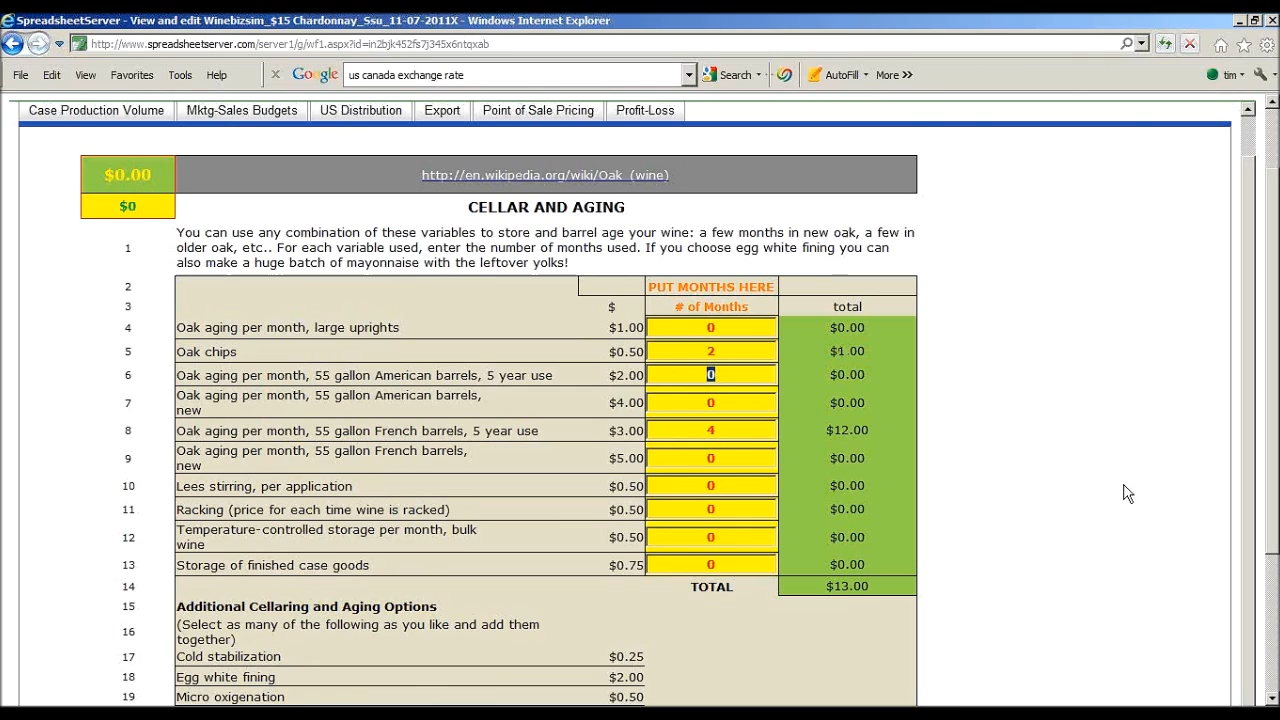 SpreadsheetServer - View and edit Winebizsim_$15 Chardonnay_Ssu_11-07-2011X - Windows Internet Explorer
http://www.spreadsheetserver.com/server1/g/wf1.aspx?id=in2bjk452fs7j345x6ntqxab
File Edit View Favorites Tools Help
× Google us canada exchange rate Search AutoFill More >> tim
Case Production Volume Mktg-Sales Budgets US Distribution Export Point of Sale Pricing Profit-Loss
$0.00 http://en.wikipedia.org/wiki/Oak_(wine)
$0 CELLAR AND AGING
You can use any combination of these variables to store and barrel age your wine: a few months in new oak, a few in
1 older oak, etc.. For each variable used, enter the number of months used. If you choose egg white fining you can
also make a huge batch of mayonnaise with the leftover yolks!
2 PUT MONTHS HERE
3 $ # of Months total
4 Oak aging per month, large uprights $1.00 0 $0.00
5 Oak chips $0.50 2 $1.00
6 Oak aging per month, 55 gallon American barrels, 5 year use $2.00 0 $0.00
7 Oak aging per month, 55 gallon American barrels, $4.00 0 $0.00
new
8 Oak aging per month, 55 gallon French barrels, 5 year use $3.00 4 $12.00
9 Oak aging per month, 55 gallon French barrels, $5.00 0 $0.00
new
10 Lees stirring, per application $0.50 0 $0.00
11 Racking (price for each time wine is racked) $0.50 0 $0.00
12 Temperature-controlled storage per month, bulk $0.50 0 $0.00
wine
13 Storage of finished case goods $0.75 0 $0.00
14 TOTAL $13.00
15 Additional Cellaring and Aging Options
16 (Select as many of the following as you like and add them
together)
17 Cold stabilization $0.25
18 Egg white fining $2.00
19 Micro oxigenation $0.50